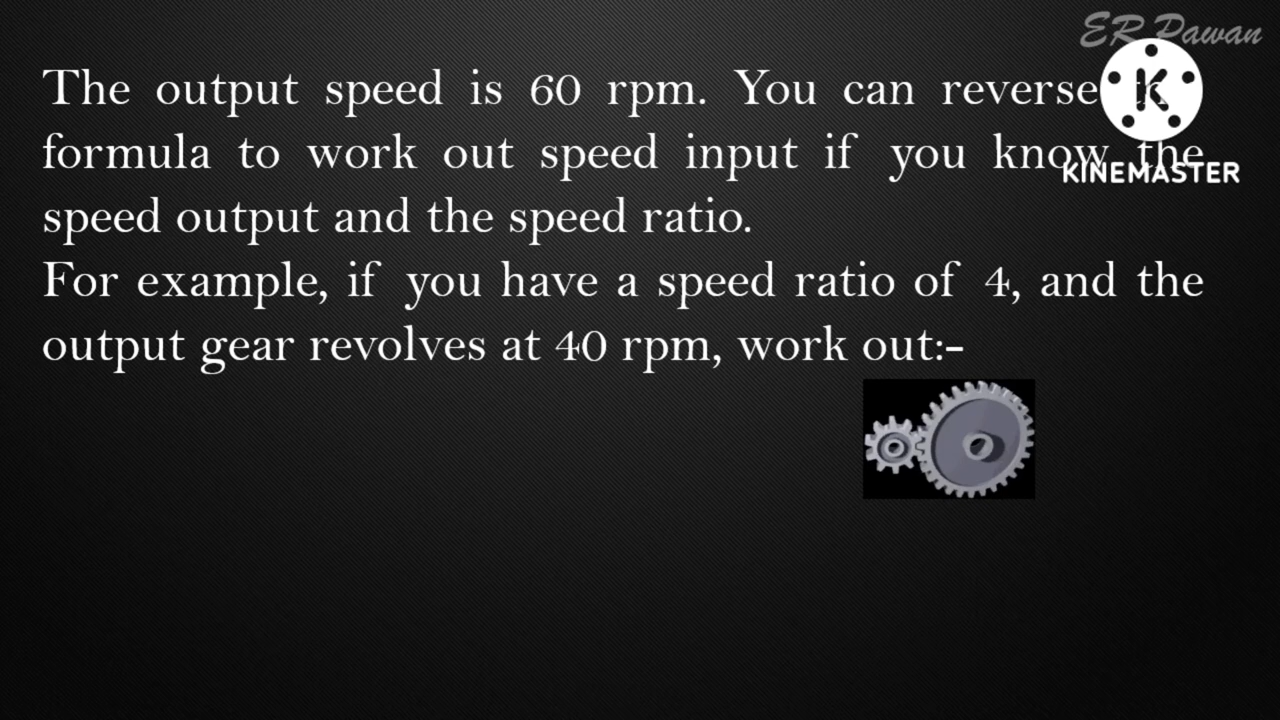 ER Pawan
The output speed is 60 rpm. You can reverse
formula to work out speed input if you know the
KINEMASTER
speed output and the speed ratio.
For example, if you have a speed ratio of 4, and the
output gear revolves at 40 rpm, work out:-